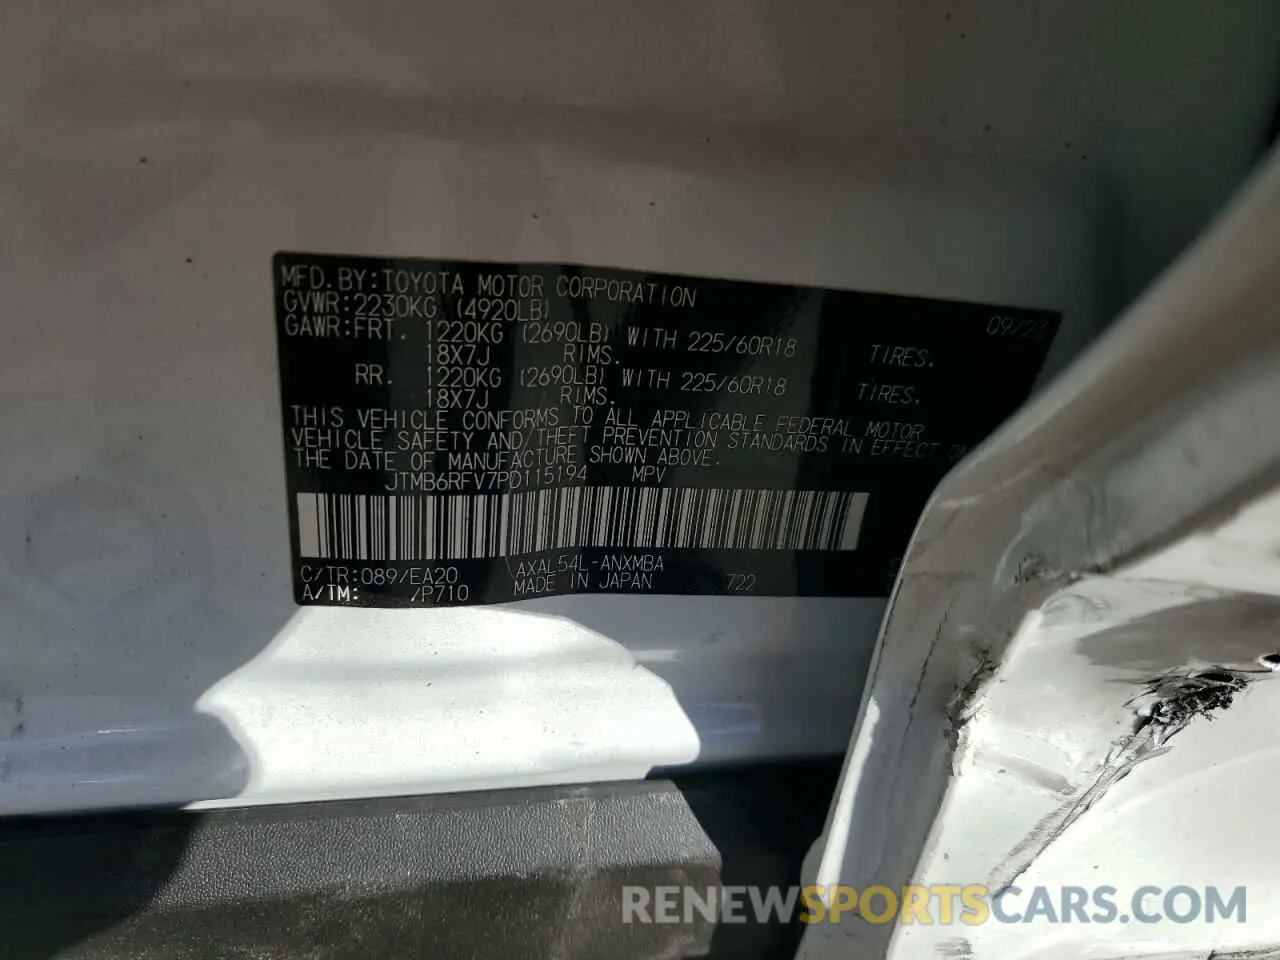 MFD.BY:TOYOTA MOTOR CORPORATION 09/22
GVWR:2230KG (4920LB)
GAWR:FRT. 1220KG (2690LB) WITH 225/60R18 TIRES.
18X7J RIMS.
RR. 1220KG (2690LB) WITH 225/60R18 TIRES.
18X7J RIMS.
THIS VEHICLE CONFORMS TO ALL APPLICABLE FEDERAL MOTOR
VEHICLE SAFETY AND/THEFT PREVENTION STANDARDS IN EFFECT ON
THE DATE OF MANUFACTURE SHOWN ABOVE.
JTMB6RFV7PD115194 MPV
C/TR:089/EA20 AXAL54L-ANXMBA
A/TM: /P710 MADE IN JAPAN 722
RENEWSPORTSCARS.COM